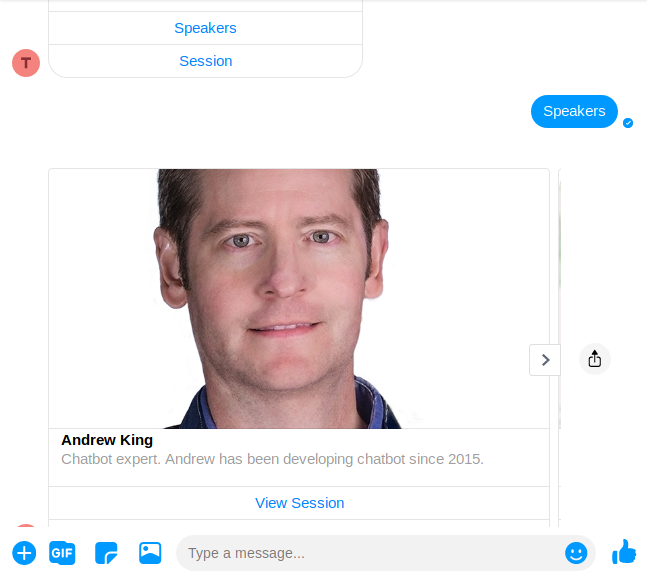 Speakers
Session
T
Speakers
Andrew King
Chatbot expert. Andrew has been developing chatbot since 2015.
View Session
GIF
Type a message...